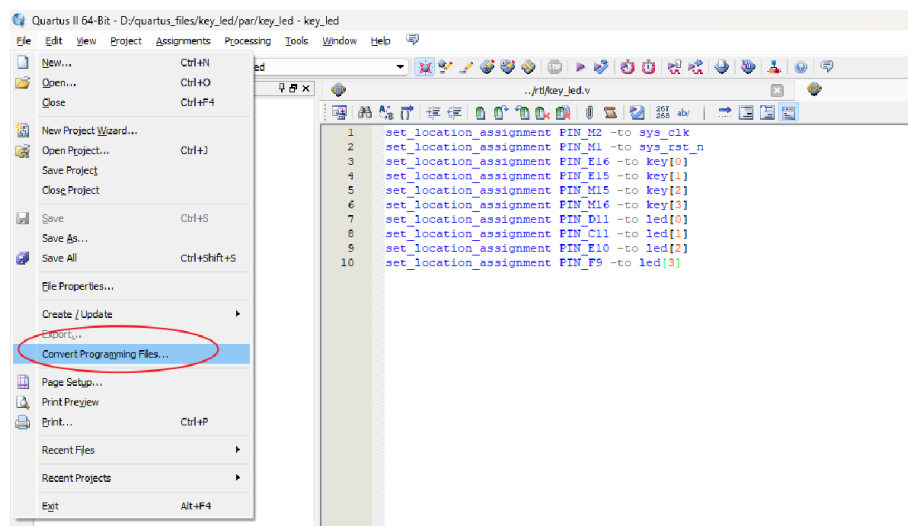 Quartus II 64-Bit - D:/quartus_files/key_led/par/key_led - key_led
File Edit View Project Assignments Processing Tools Window Help
New... Ctrl+N
Open... Ctrl+O
Close Ctrl+F4
New Project Wizard...
Open Project... Ctrl+J
Save Project
Close Project
Save Ctrl+S
Save As...
Save All Ctrl+Shift+S
File Properties...
Create / Update
Export...
Convert Programming Files...
Page Setup...
Print Preview
Print... Ctrl+P
Recent Files
Recent Projects
Exit Alt+F4
ed
../rtl/key_led.v
267
268 ab/
1 set_location_assignment PIN_M2 -to sys_clk
2 set_location_assignment PIN_M1 -to sys_rst_n
3 set_location_assignment PIN_E16 -to key[0]
4 set_location_assignment PIN_E15 -to key[1]
5 set_location_assignment PIN_M15 -to key[2]
6 set_location_assignment PIN_M16 -to key[3]
7 set_location_assignment PIN_D11 -to led[0]
8 set_location_assignment PIN_C11 -to led[1]
9 set_location_assignment PIN_E10 -to led[2]
10 set_location_assignment PIN_F9 -to led[3]